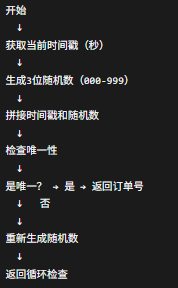 开始
↓
获取当前时间戳（秒）
↓
生成3位随机数（000-999）
↓
拼接时间戳和随机数
↓
检查唯一性
↓
是唯一？ → 是 → 返回订单号
↓ 否
↓
重新生成随机数
↓
返回循环检查